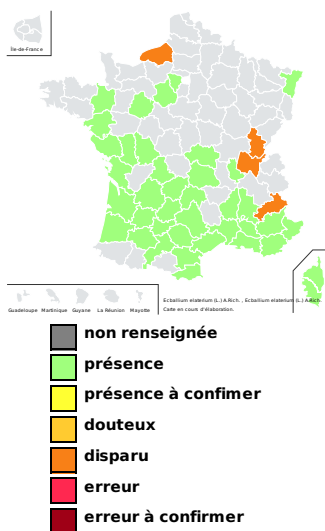 Île-de-France
Guadeloupe Martinique Guyane La Réunion Mayotte
Ecballium elaterium (L.) A.Rich. , Ecballium elaterium (L.) A.Rich.
Carte en cours d'élaboration.
non renseignée
présence
présence à confimer
douteux
disparu
erreur
erreur à confirmer